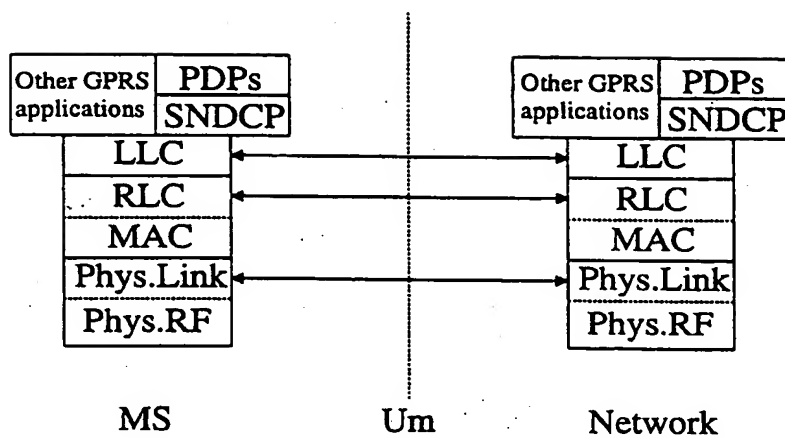 Other GPRS applications
PDPs
SNDCP
LLC
RLC
MAC
Phys.Link
Phys.RF
MS
Um
Other GPRS applications
PDPs
SNDCP
LLC
RLC
MAC
Phys.Link
Phys.RF
Network